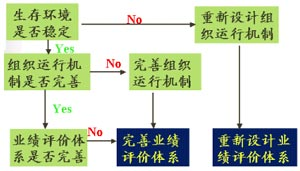 生存环境
是否稳定
No
重新设计组
织运行机制
Yes
组织运行机
制是否完善
No
完善组织
运行机制
Yes
业绩评价体
系是否完善
No
完善业绩
评价体系
重新设计业
绩评价体系